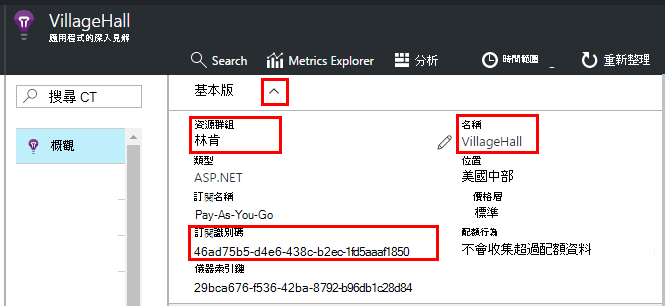 VillageHall
應用程式的深入見解
Search
Metrics Explorer
分析
時間範圍
重新整理
搜尋 CT
概觀
基本版
資源群組
林肯
類型
ASP.NET
訂閱名稱
Pay-As-You-Go
訂閱識別碼
46ad75b5-d4e6-438c-b2ec-1fd5aaaf1850
儀器索引鍵
29bca676-f536-42ba-8792-b96db1c28d84
名稱
VillageHall
位置
美國中部
價格層
標準
配額行為
不會收集超過配額資料